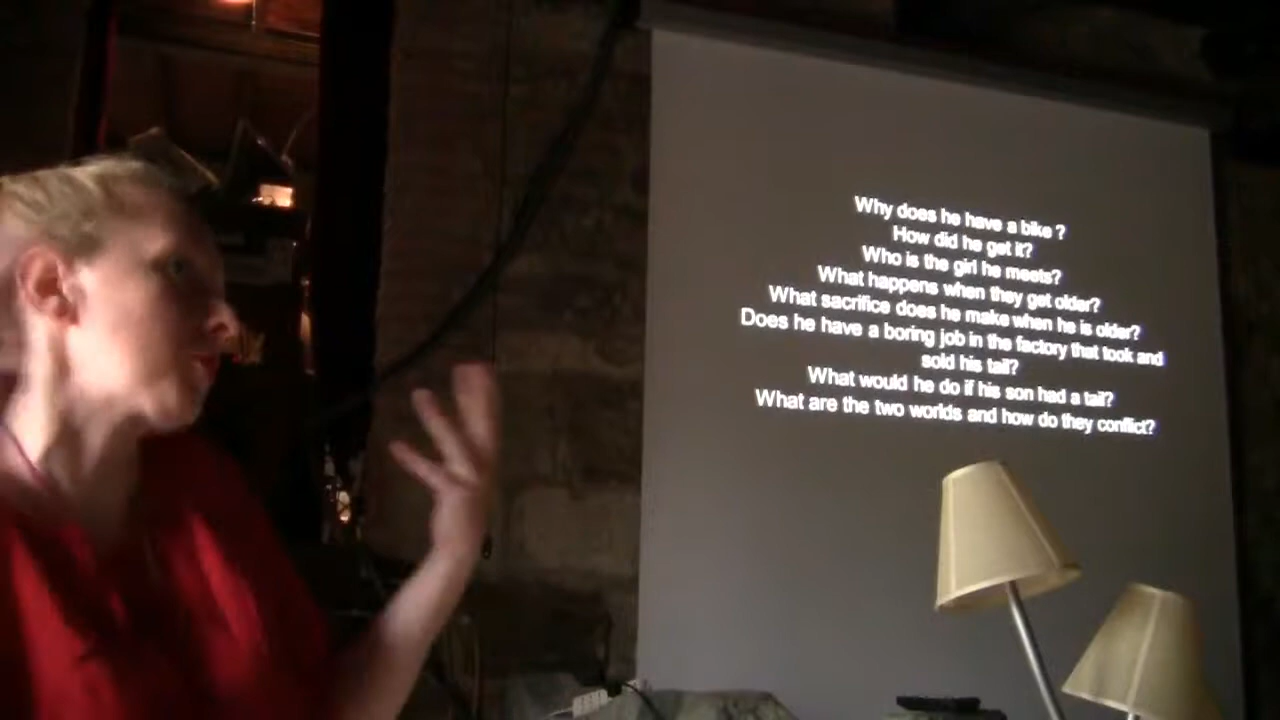 Why does he have a bike ?
How did he get it?
Who is the girl he meets?
What happens when they get older?
What sacrifice does he make when he is older?
Does he have a boring job in the factory that took and
sold his tail?
What would he do if his son had a tail?
What are the two worlds and how do they conflict?